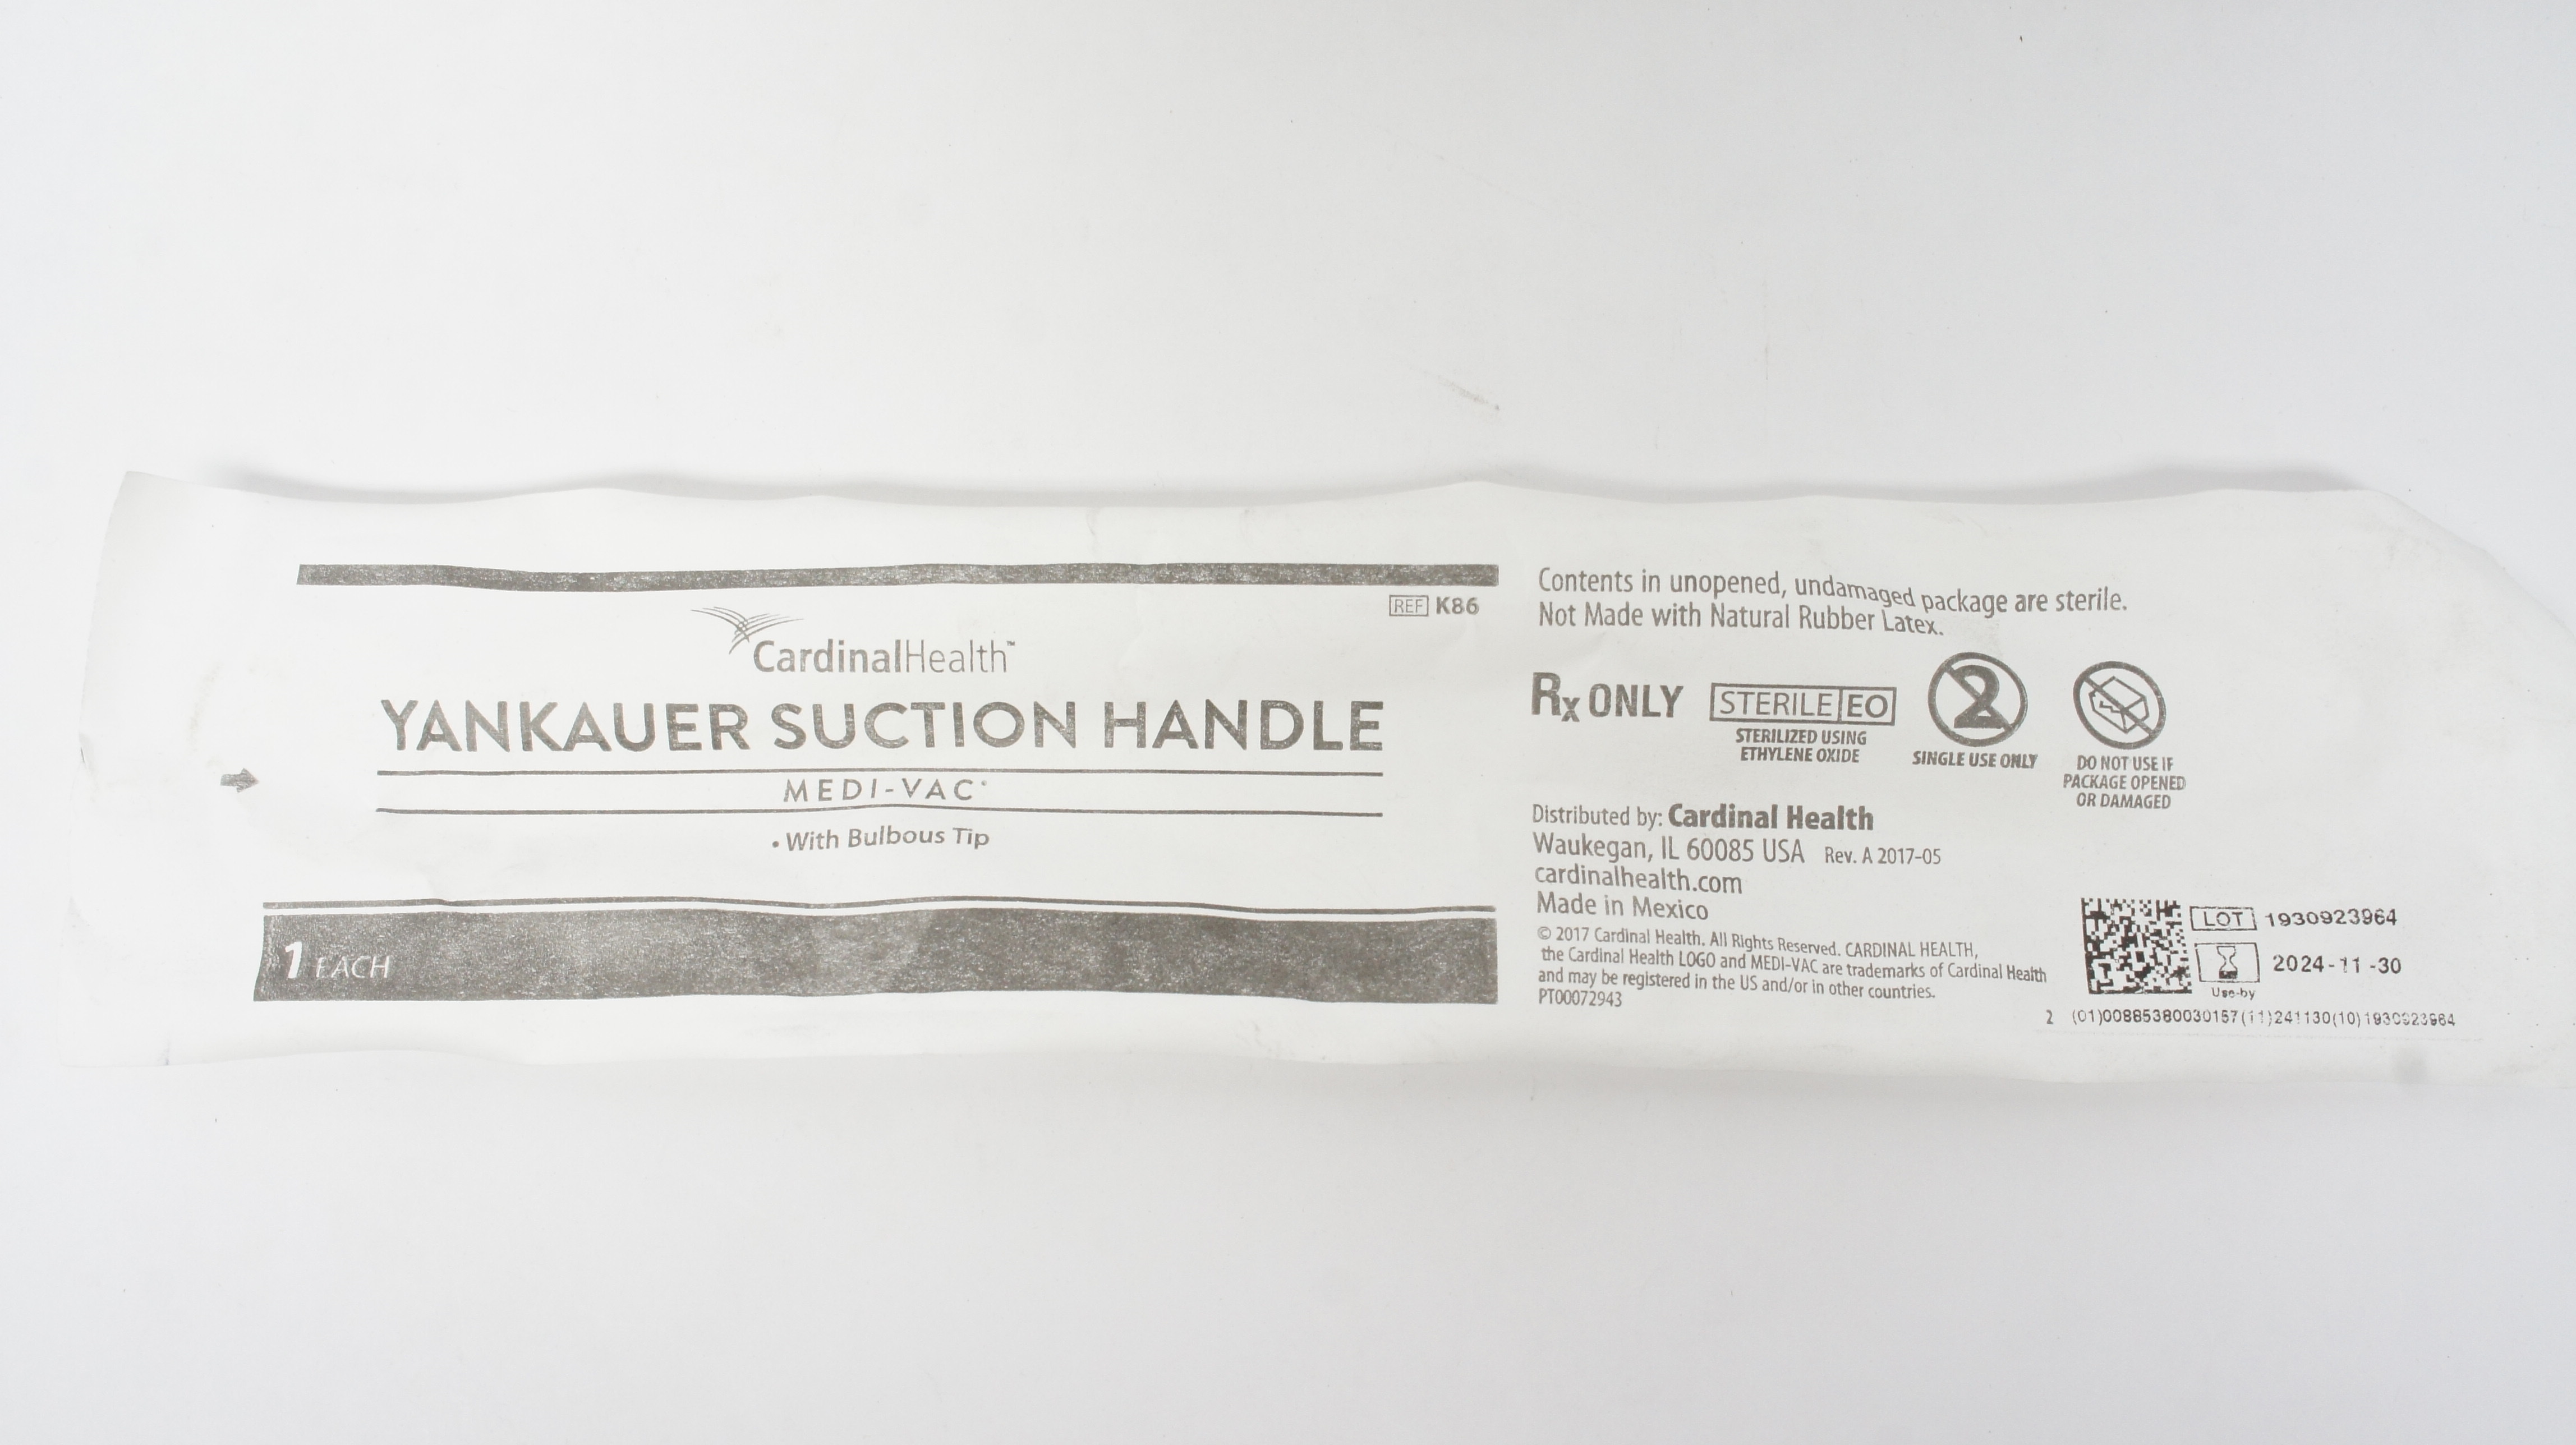 REF K86
CardinalHealth™
YANKAUER SUCTION HANDLE
MEDI-VAC*
• With Bulbous Tip
1 EACH
Contents in unopened, undamaged package are sterile.
Not Made with Natural Rubber Latex.
Rx ONLY
STERILE EO
STERILIZED USING
ETHYLENE OXIDE
2
SINGLE USE ONLY
DO NOT USE IF
PACKAGE OPENED
OR DAMAGED
Distributed by: Cardinal Health
Waukegan, IL 60085 USA Rev. A 2017-05
cardinalhealth.com
Made in Mexico
© 2017 Cardinal Health. All Rights Reserved. CARDINAL HEALTH,
the Cardinal Health LOGO and MEDI-VAC are trademarks of Cardinal Health
and may be registered in the US and/or in other countries.
PT00072943
LOT 1930923964
2024-11-30
Use-by
2 (01)00885380030157(11)241130(10)1930923964